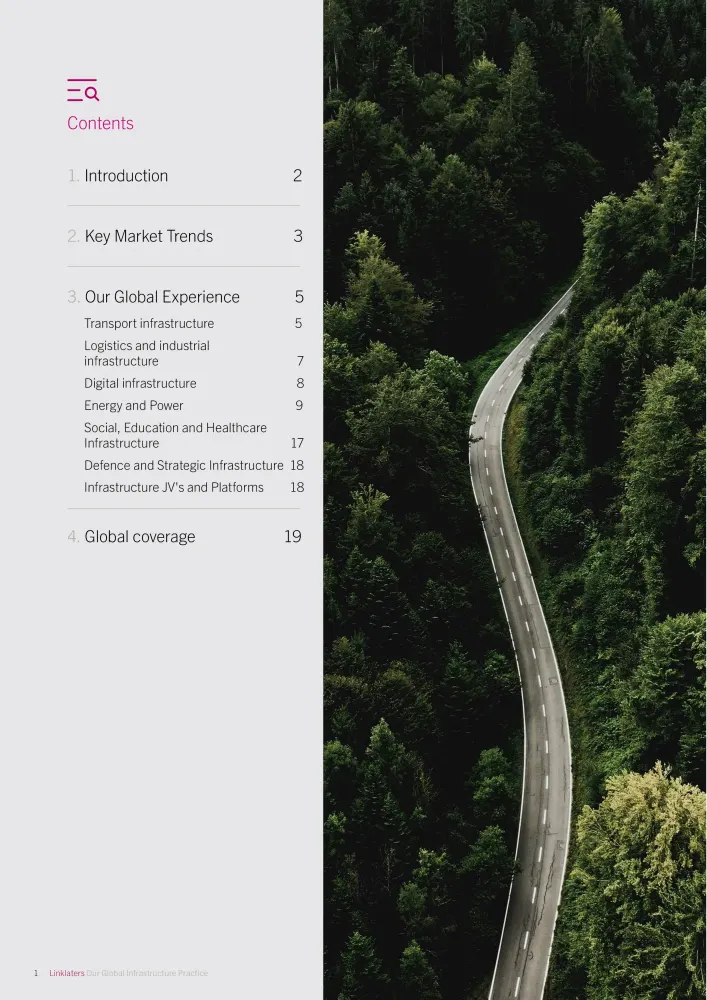 Contents
1. Introduction 2
2. Key Market Trends 3
3. Our Global Experience 5
Transport infrastructure 5
Logistics and industrial
infrastructure 7
Digital infrastructure 8
Energy and Power 9
Social, Education and Healthcare
Infrastructure 17
Defence and Strategic Infrastructure 18
Infrastructure JV's and Platforms 18
4. Global coverage 19
1 Linklaters Our Global Infrastructure Practice